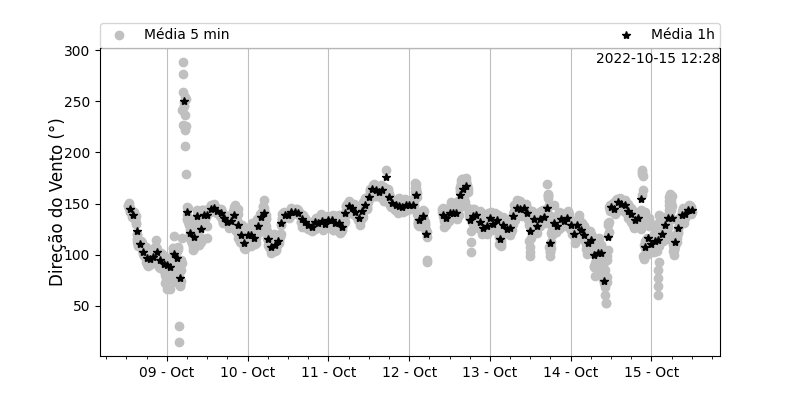 Média 5 min
Média 1h
2022-10-15 12:28
Direção do Vento (°)
300
250
200
150
100
50
09 - Oct
10 - Oct
11 - Oct
12 - Oct
13 - Oct
14 - Oct
15 - Oct